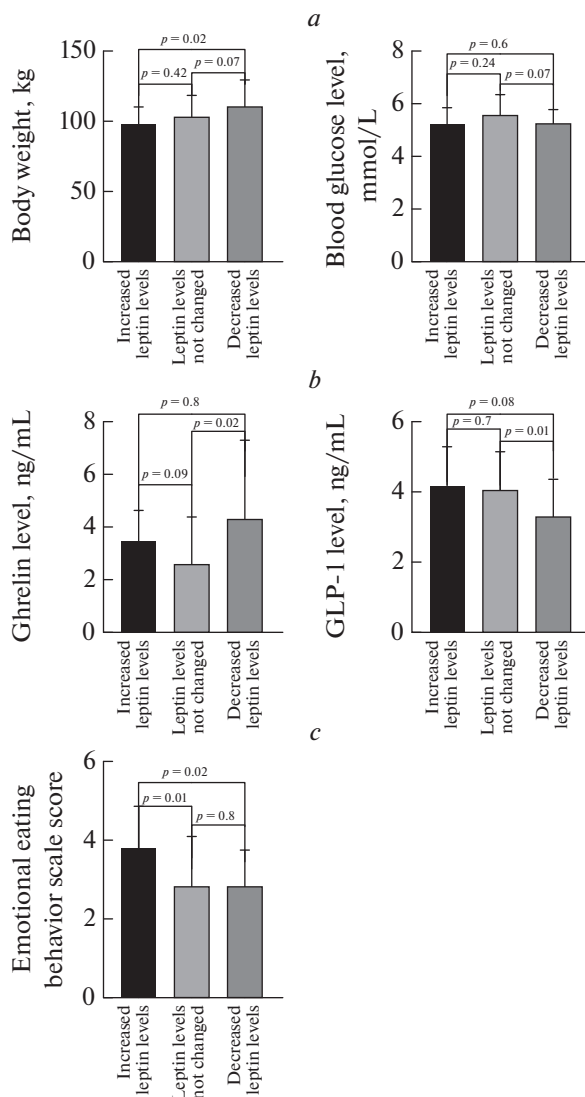 a
Body weight, kg
150
100
50
0
p = 0.02
p = 0.42
p = 0.07
Increased
leptin levels
Leptin levels
not changed
Decreased
leptin levels
Blood glucose level,
mmol/L
8
6
4
2
0
p = 0.6
p = 0.24
p = 0.07
Increased
leptin levels
Leptin levels
not changed
Decreased
leptin levels
b
Ghrelin level, ng/mL
8
6
4
2
0
p = 0.8
p = 0.02
p = 0.09
Increased
leptin levels
Leptin levels
not changed
Decreased
leptin levels
GLP-1 level, ng/mL
6
4
2
0
p = 0.08
p = 0.7
p = 0.01
Increased
leptin levels
Leptin levels
not changed
Decreased
leptin levels
c
Emotional eating
behavior scale score
6
4
2
0
p = 0.02
p = 0.01
p = 0.8
Increased
leptin levels
Leptin levels
not changed
Decreased
leptin levels